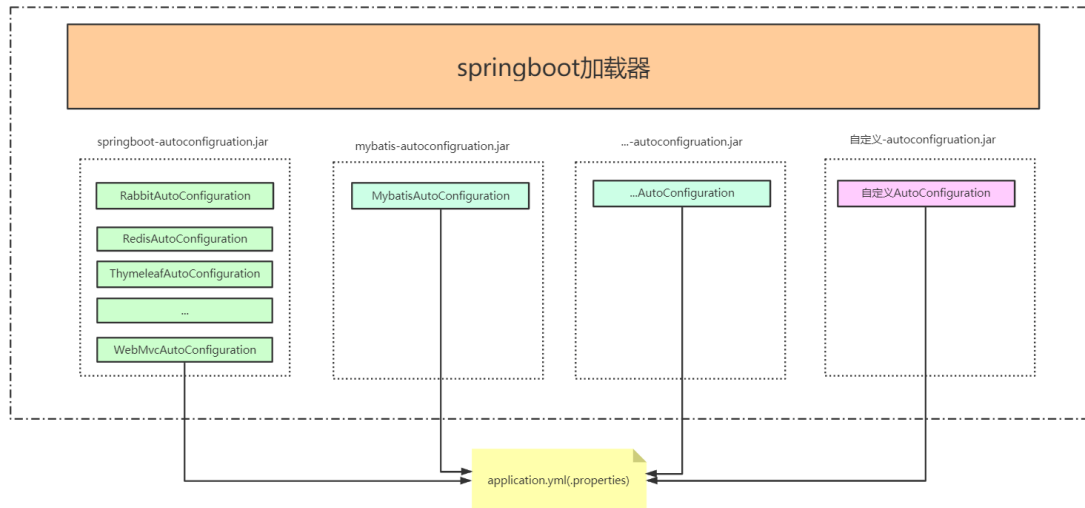 springboot加载器
springboot-autoconfigruation.jar
mybatis-autoconfigruation.jar
...-autoconfigruation.jar
自定义-autoconfigruation.jar
RabbitAutoConfiguration
MybatisAutoConfiguration
...AutoConfiguration
自定义AutoConfiguration
RedisAutoConfiguration
ThymeleafAutoConfiguration
...
WebMvcAutoConfiguration
application.yml(.properties)